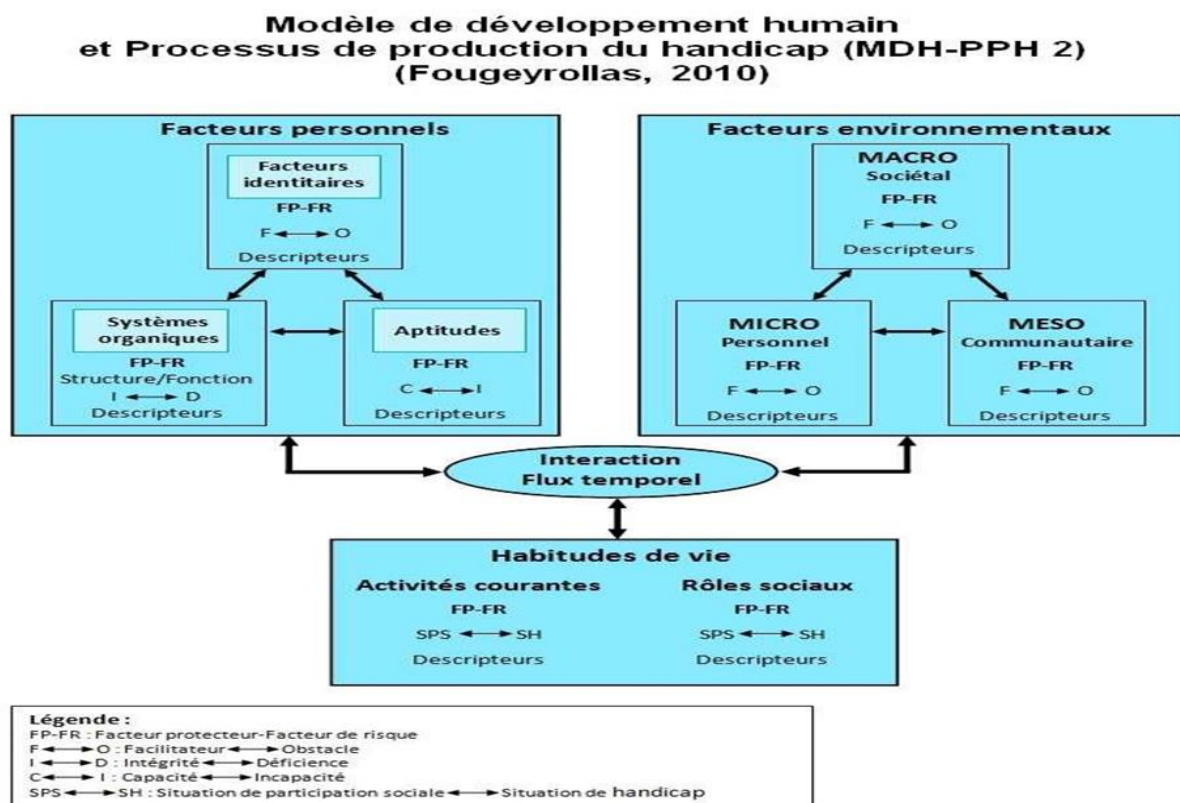 Modèle de développement humain
et Processus de production du handicap (MDH-PPH 2)
(Fougeyrollas, 2010)
Facteurs personnels
Facteurs
identitaires
FP-FR
F ⟷ O
Descripteurs
Systèmes
organiques
FP-FR
Structure/Fonction
I ⟷ D
Descripteurs
Aptitudes
FP-FR
C ⟷ I
Descripteurs
Facteurs environnementaux
MACRO
Sociétal
FP-FR
F ⟷ O
Descripteurs
MICRO
Personnel
FP-FR
F ⟷ O
Descripteurs
MESO
Communautaire
FP-FR
F ⟷ O
Descripteurs
Interaction
Flux temporel
Habitudes de vie
Activités courantes
FP-FR
SPS ⟷ SH
Descripteurs
Rôles sociaux
FP-FR
SPS ⟷ SH
Descripteurs
Légende :
FP-FR : Facteur protecteur-Facteur de risque
F ⟷ O : Facilitateur ⟷ Obstacle
I ⟷ D : Intégrité ⟷ Déficience
C ⟷ I : Capacité ⟷ Incapacité
SPS ⟷ SH : Situation de participation sociale ⟷ Situation de handicap